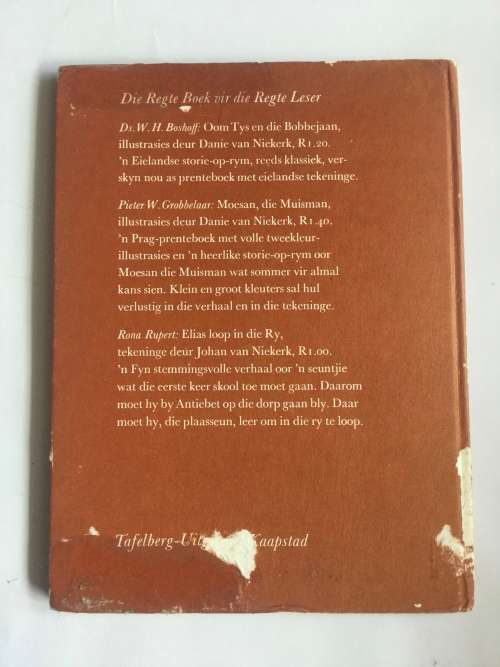 Die Regte Boek vir die Regte Leser
Ds. W. H. Boshoff: Oom Tys en die Bobbejaan,
illustrasies deur Danie van Niekerk, R1.20.
'n Eielandse storie-op-rym, reeds klassiek, ver-
skyn nou as prenteboek met eielandse tekeninge.
Pieter W. Grobbelaar: Moesan, die Muisman,
illustrasies deur Danie van Niekerk, R1.40.
'n Prag-prenteboek met volle tweekleur-
illustrasies en 'n heerlike storie-op-rym oor
Moesan die Muisman wat sommer vir almal
kans sien. Klein en groot kleuters sal hul
verlustig in die verhaal en in die tekeninge.
Rona Rupert: Elias loop in die Ry,
tekeninge deur Johan van Niekerk, R1.00.
'n Fyn stemmingsvolle verhaal oor 'n seuntjie
wat die eerste keer skool toe moet gaan. Daarom
moet hy by Antiebet op die dorp gaan bly. Daar
moet hy, die plaasseun, leer om in die ry te loop.
Kaapstad